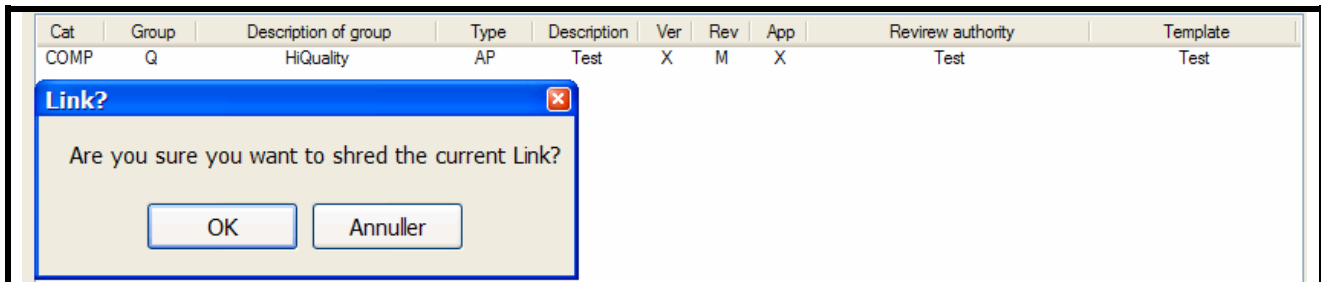 Cat Group Description of group Type Description Ver Rev App Revirew authority Template
COMP Q HiQuality AP Test X M X Test Test
Link?
Are you sure you want to shred the current Link?
OK Annuller